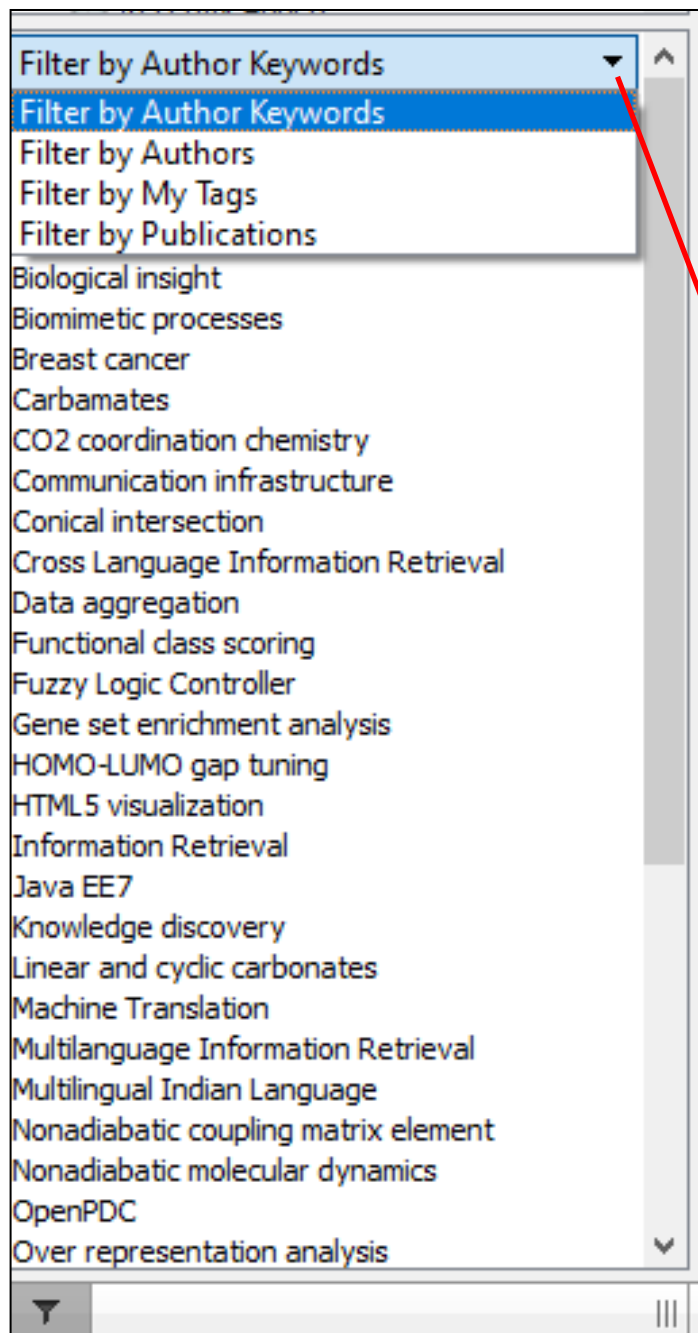 Filter by Author Keywords
Filter by Author Keywords
Filter by Authors
Filter by My Tags
Filter by Publications
Biological insight
Biomimetic processes
Breast cancer
Carbamates
CO2 coordination chemistry
Communication infrastructure
Conical intersection
Cross Language Information Retrieval
Data aggregation
Functional class scoring
Fuzzy Logic Controller
Gene set enrichment analysis
HOMO-LUMO gap tuning
HTML5 visualization
Information Retrieval
Java EE7
Knowledge discovery
Linear and cyclic carbonates
Machine Translation
Multilanguage Information Retrieval
Multilingual Indian Language
Nonadiabatic coupling matrix element
Nonadiabatic molecular dynamics
OpenPDC
Over representation analysis